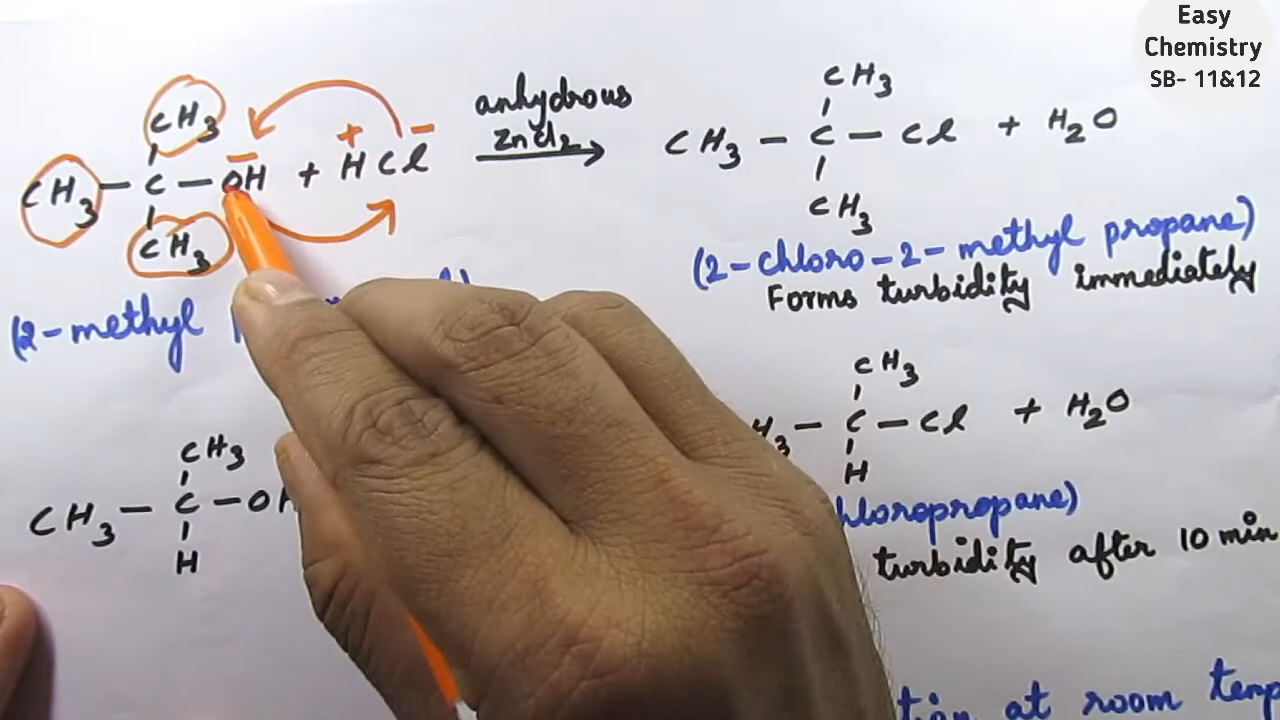 Easy
Chemistry
SB- 11&12
CH3
CH3 - C - OH + HCl
CH3
anhydrous
ZnCl2
CH3
CH3 - C - Cl + H2O
CH3
(2-methyl
(2-chloro-2-methyl propane)
Forms turbidity immediately
CH3
CH3 - C - OH
H
CH3
- C - Cl + H2O
H
turbidity after 10 min
at room